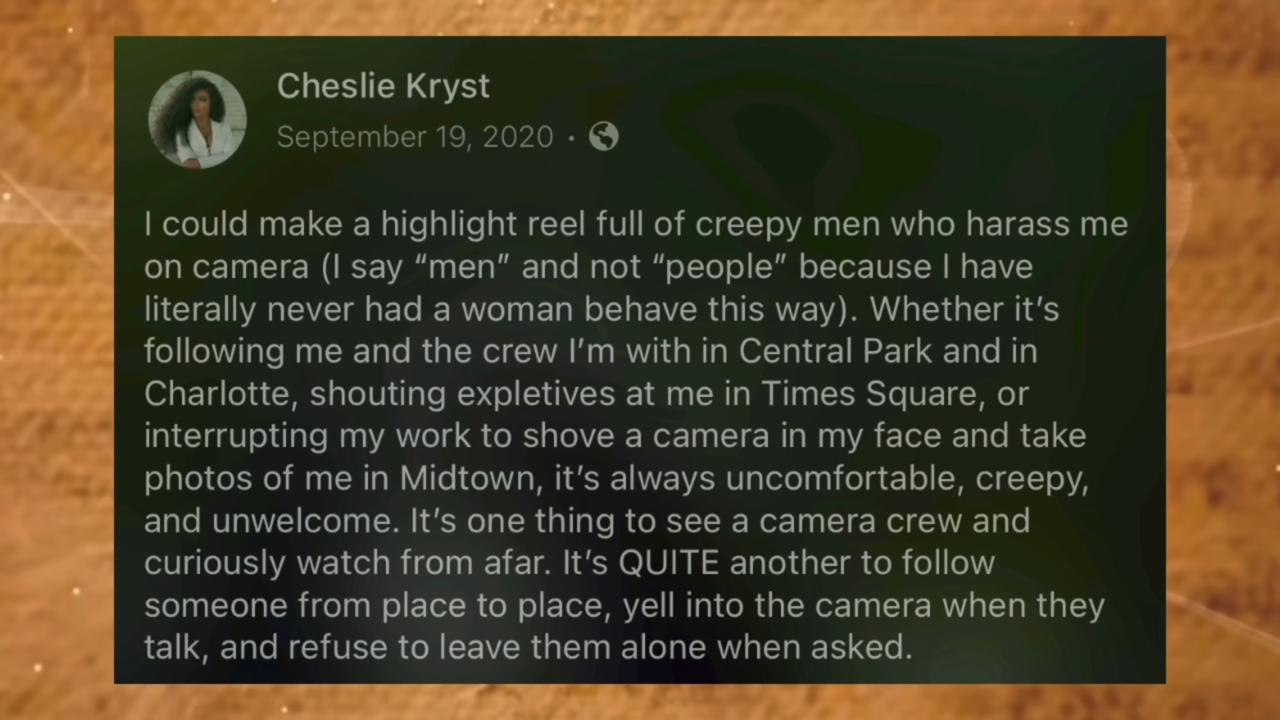 Cheslie Kryst
September 19, 2020 ·
I could make a highlight reel full of creepy men who harass me
on camera (I say “men” and not “people” because I have
literally never had a woman behave this way). Whether it’s
following me and the crew I’m with in Central Park and in
Charlotte, shouting expletives at me in Times Square, or
interrupting my work to shove a camera in my face and take
photos of me in Midtown, it’s always uncomfortable, creepy,
and unwelcome. It’s one thing to see a camera crew and
curiously watch from afar. It’s QUITE another to follow
someone from place to place, yell into the camera when they
talk, and refuse to leave them alone when asked.